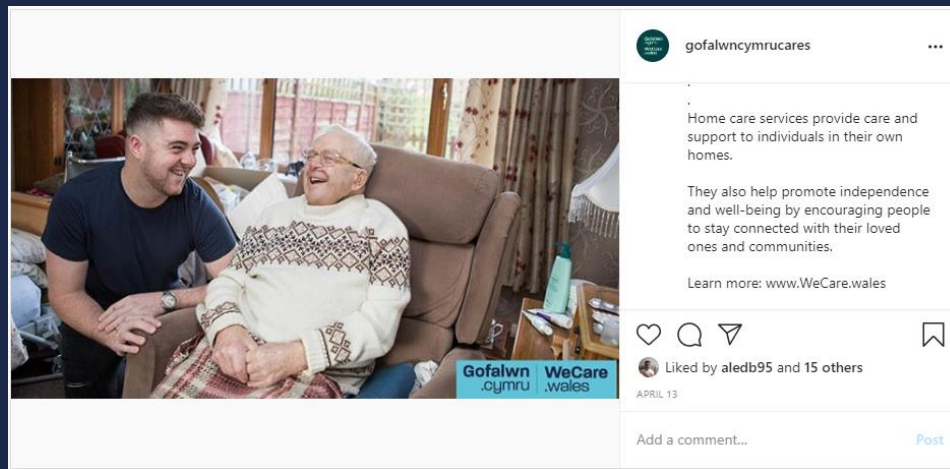 gofalwncymrucares
Home care services provide care and
support to individuals in their own
homes.
They also help promote independence
and well-being by encouraging people
to stay connected with their loved
ones and communities.
Learn more: www.WeCare.wales
Gofalwn
.cymru
WeCare
.wales
Liked by aledb95 and 15 others
APRIL 13
Add a comment...
Post